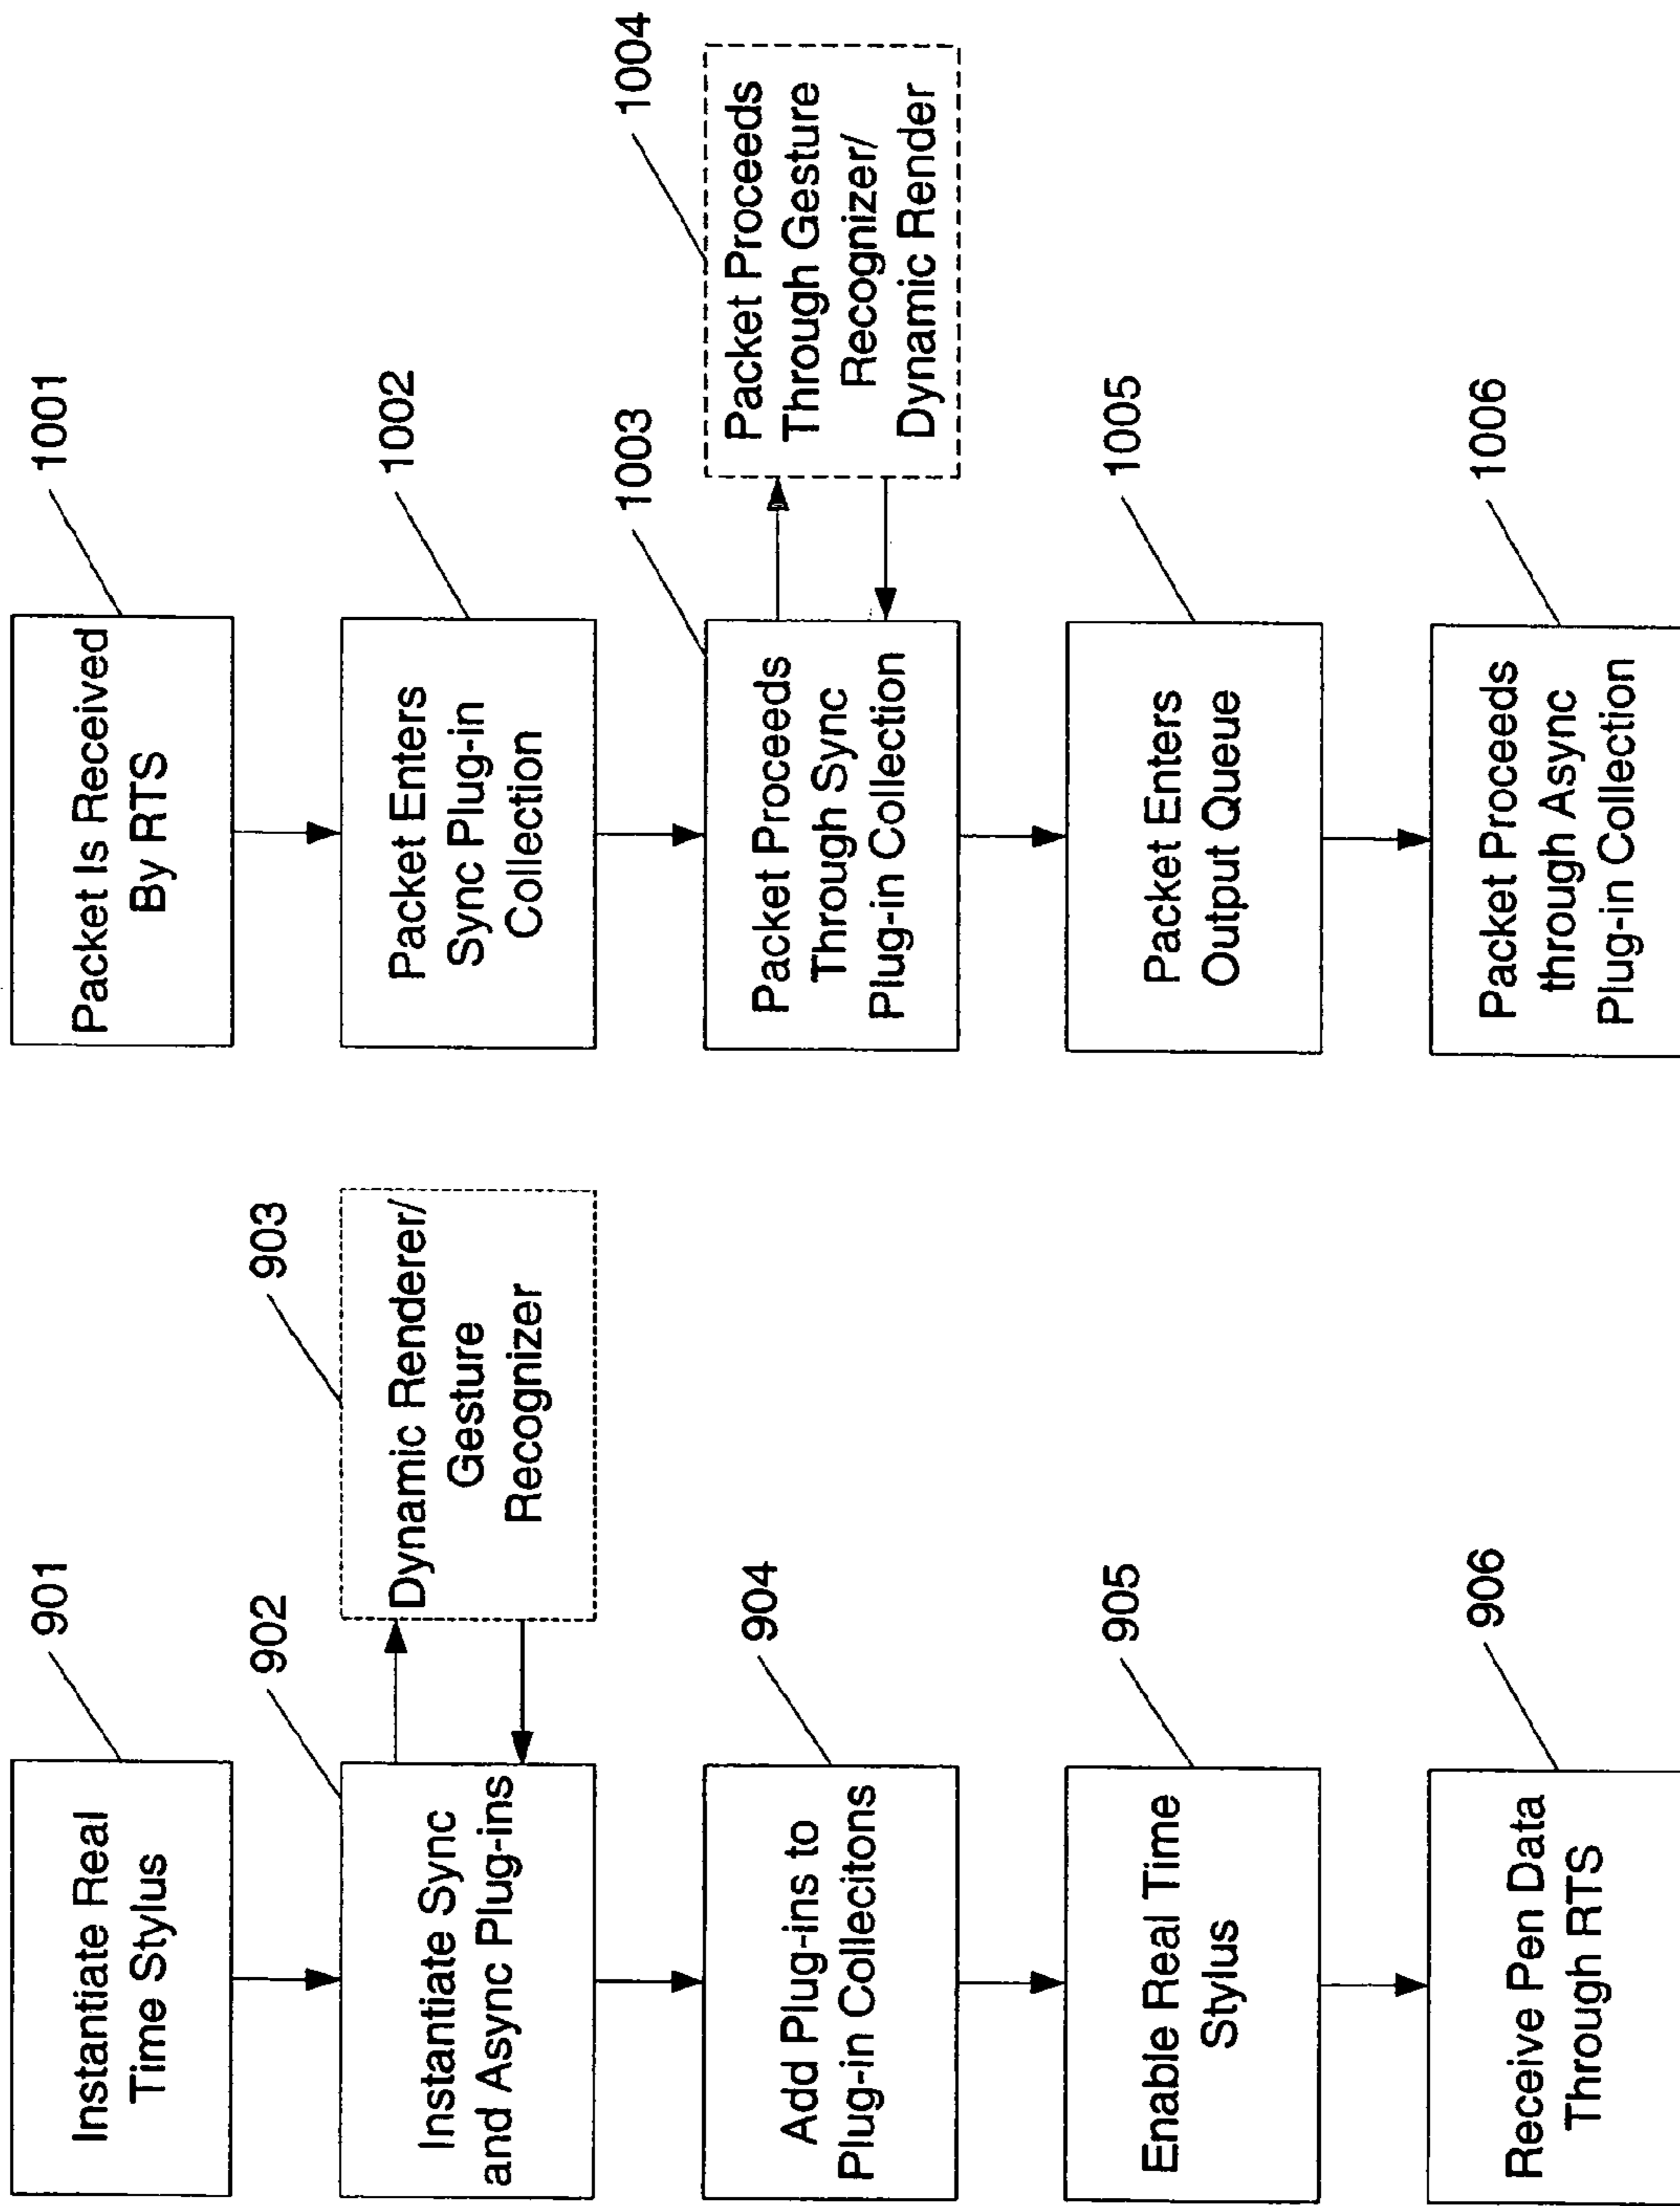 901
Instantiate Real
Time Stylus
902
Instantiate Sync
and Async Plug-ins
903
Dynamic Renderer/
Gesture
Recognizer
904
Add Plug-ins to
Plug-in Collecitons
905
Enable Real Time
Stylus
906
Receive Pen Data
Through RTS
1001
Packet Is Received
By RTS
1002
Packet Enters
Sync Plug-in
Collection
1003
Packet Proceeds
Through Sync
Plug-in Collection
1004
Packet Proceeds
Through Gesture
Recognizer/
Dynamic Render
1005
Packet Enters
Output Queue
1006
Packet Proceeds
through Async
Plug-in Collection